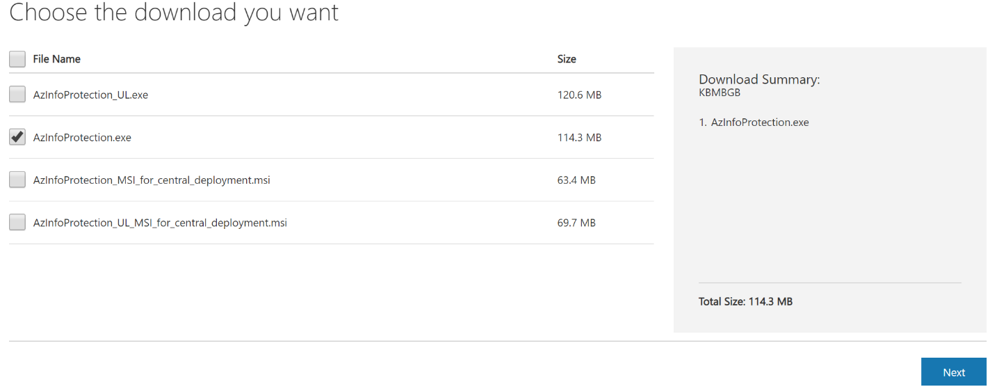 Choose the download you want
File Name Size
AzInfoProtection_UL.exe 120.6 MB
AzInfoProtection.exe 114.3 MB
AzInfoProtection_MSI_for_central_deployment.msi 63.4 MB
AzInfoProtection_UL_MSI_for_central_deployment.msi 69.7 MB
Download Summary:
KBMBGB
1. AzInfoProtection.exe
Total Size: 114.3 MB
Next